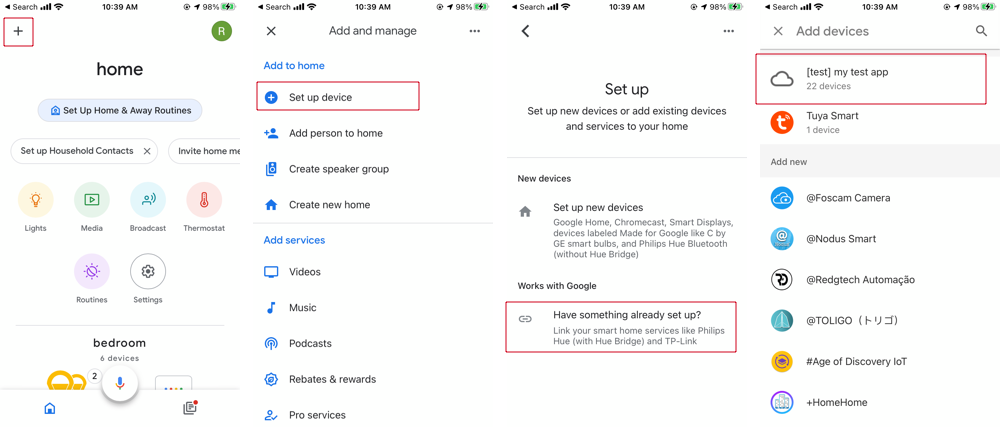 Search 10:39 AM 98%
R
home
Set Up Home & Away Routines
Set up Household Contacts
Invite home me
Lights
Media
Broadcast
Thermostat
Routines
Settings
bedroom
6 devices
2
Search 10:39 AM 98%
Add and manage
Add to home
Set up device
Add person to home
Create speaker group
Create new home
Add services
Videos
Music
Podcasts
Rebates & rewards
Pro services
Search 10:39 AM 98%
Set up
Set up new devices or add existing devices
and services to your home
New devices
Set up new devices
Google Home, Chromecast, Smart Displays,
devices labeled Made for Google like C by
GE smart bulbs, and Philips Hue Bluetooth
(without Hue Bridge)
Works with Google
Have something already set up?
Link your smart home services like Philips
Hue (with Hue Bridge) and TP-Link
Search 10:39 AM 98%
Add devices
[test] my test app
22 devices
Tuya Smart
1 device
Add new
@Foscam Camera
@Nodus Smart
@Redgtech Automação
@TOLIGO（トリゴ）
#Age of Discovery IoT
+HomeHome